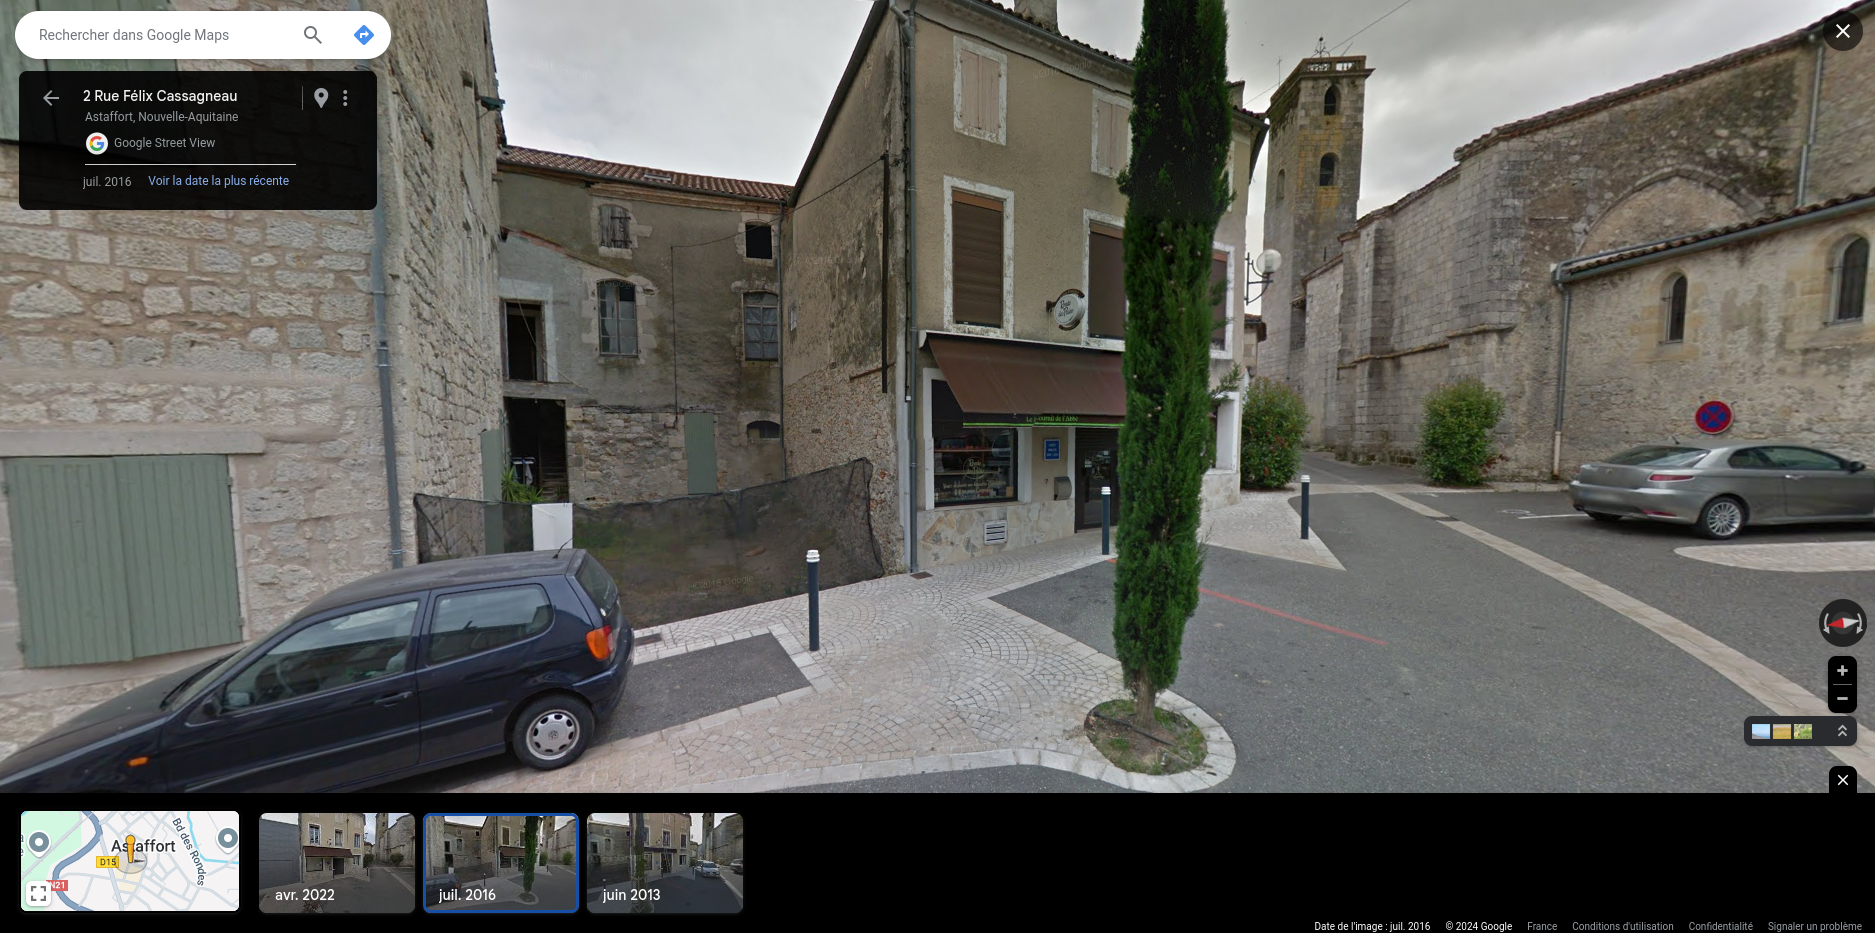 Rechercher dans Google Maps
2 Rue Félix Cassagneau
Astaffort, Nouvelle-Aquitaine
Google Street View
juil. 2016 Voir la date la plus récente
Astaffort
D15
N21
Bd des Rondes
avr. 2022
juil. 2016
juin 2013
Date de l'image : juil. 2016 © 2024 Google France Conditions d'utilisation Confidentialité Signaler un problème